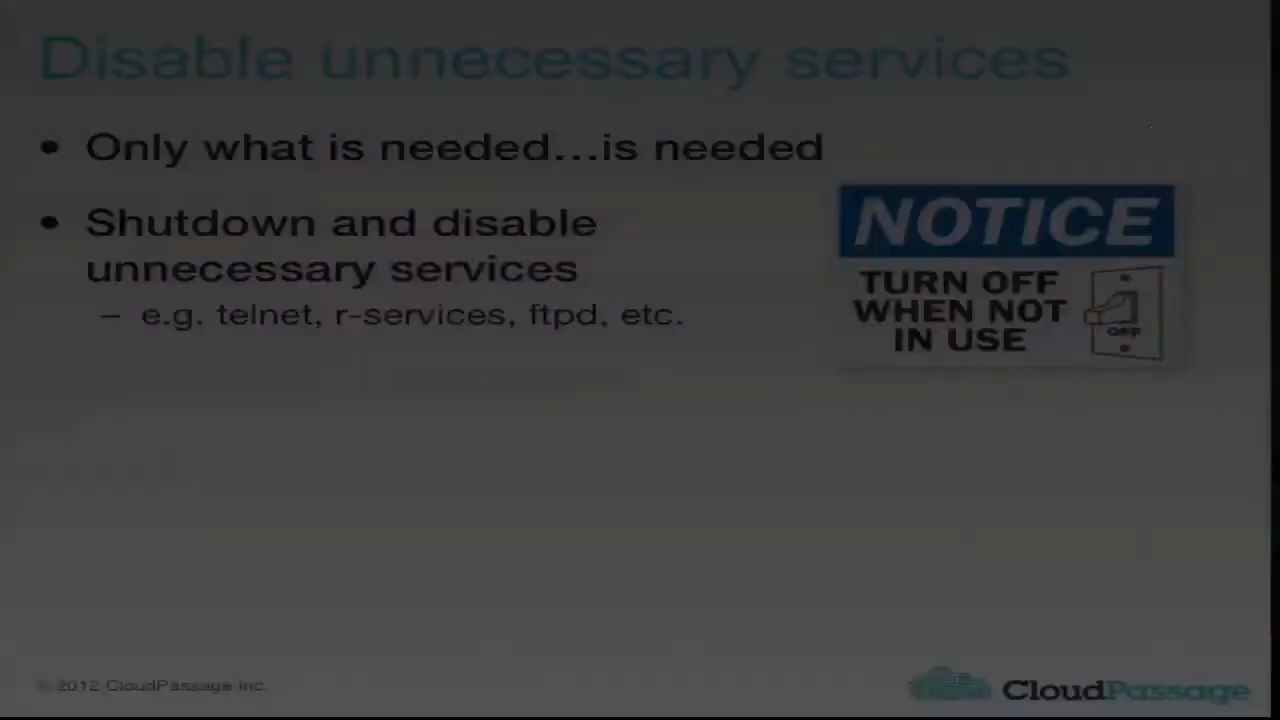 Disable unnecessary services
• Only what is needed...is needed
• Shutdown and disable
unnecessary services
– e.g. telnet, r-services, ftpd, etc.
NOTICE
TURN OFF
WHEN NOT
IN USE
OFF
© 2012 CloudPassage Inc.
CloudPassage